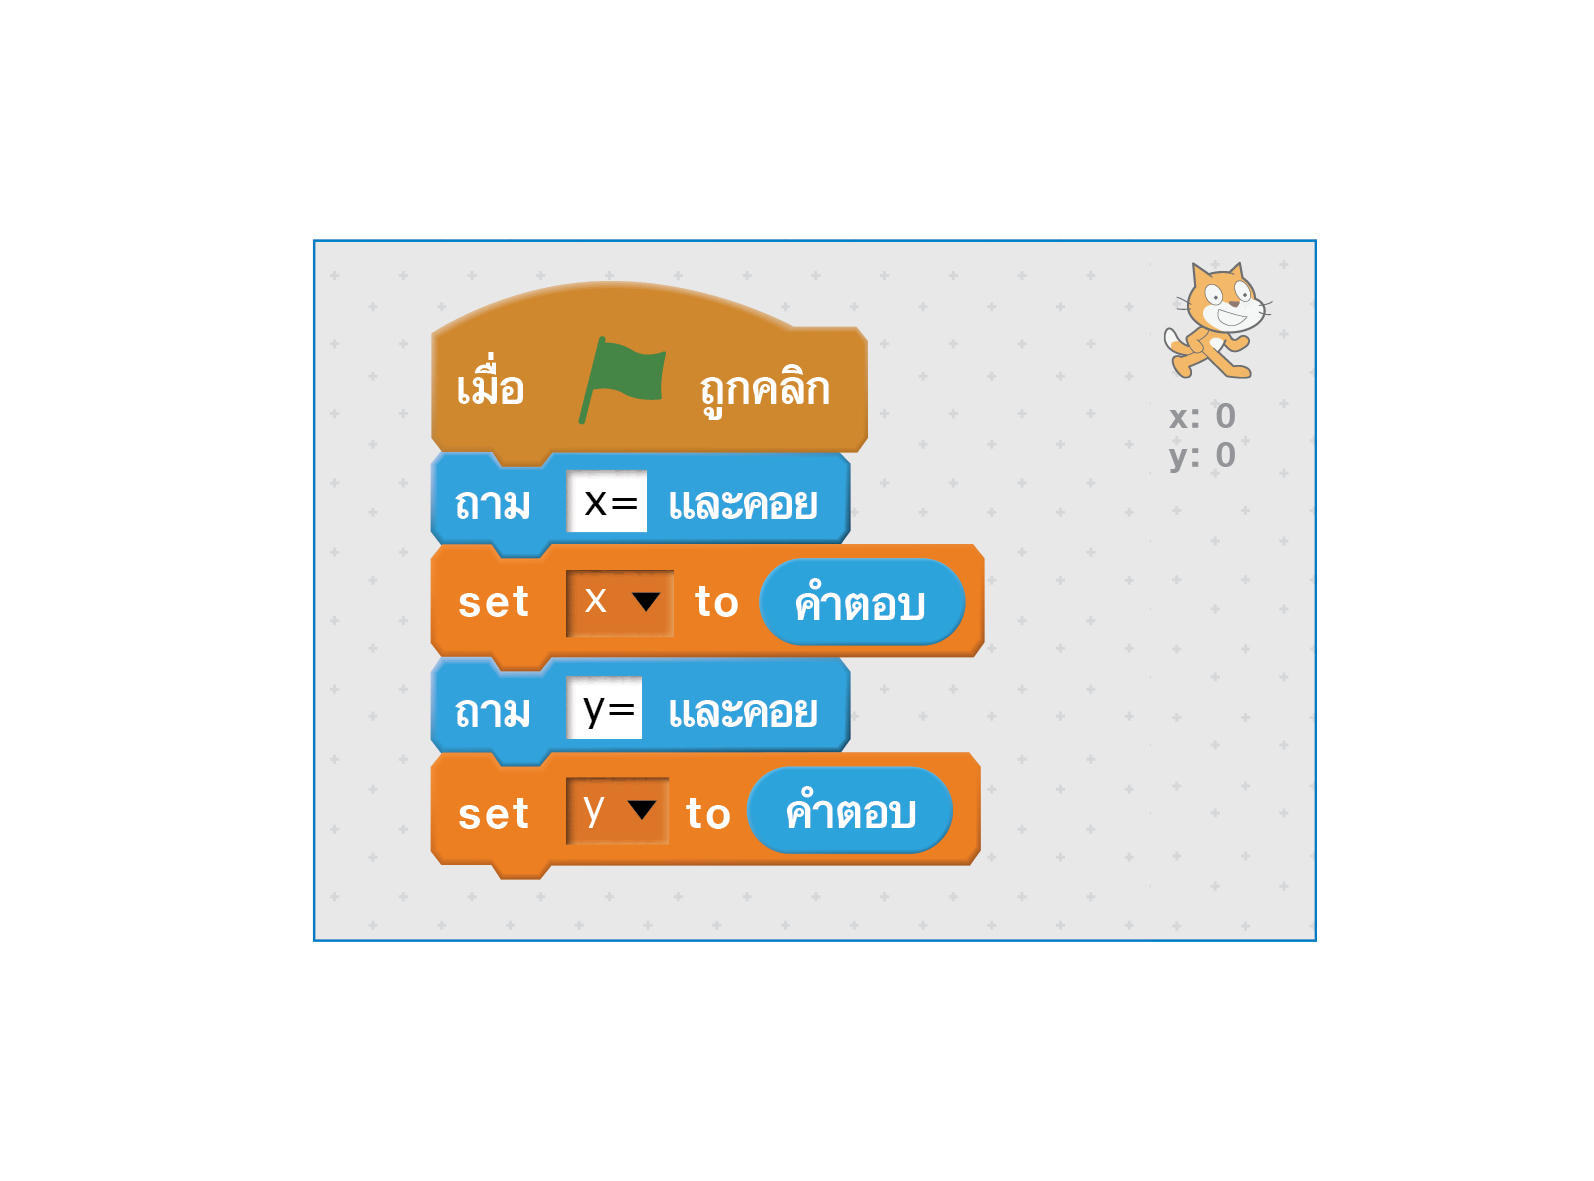 เมื่อ ถูกคลิก
ถาม x= และคอย
set x to คำตอบ
ถาม y= และคอย
set y to คำตอบ
x: 0
y: 0